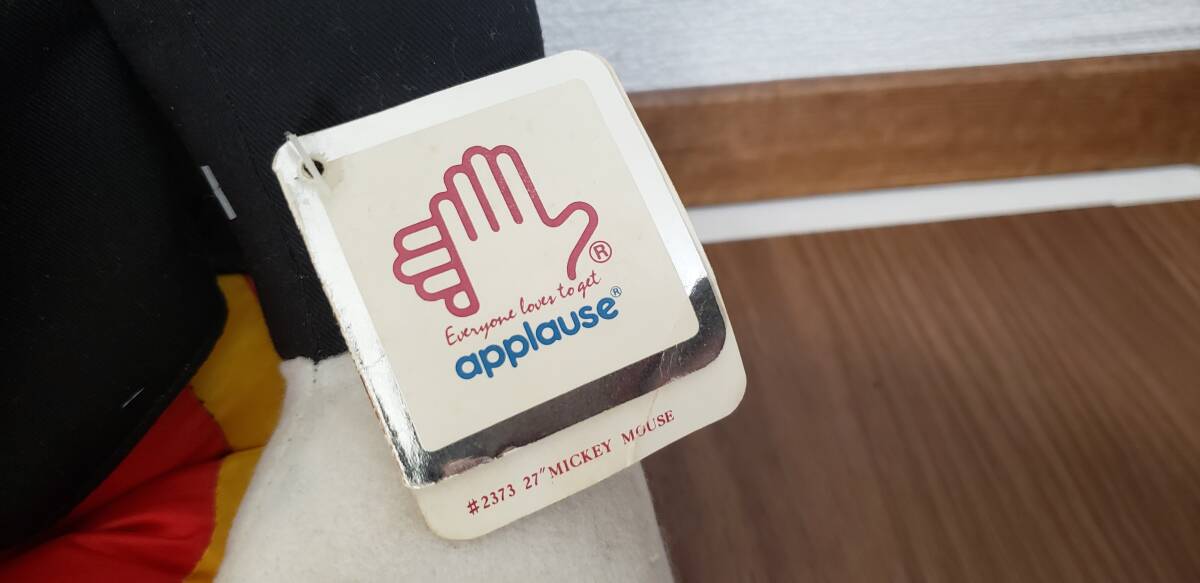 ®
Everyone loves to get
applause®
#2373 27"MICKEY MOUSE